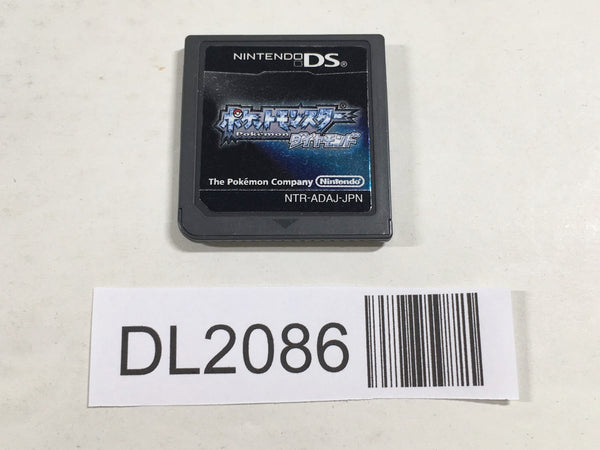 NINTENDO DS®
ポケットモンスター
Pokémon
ダイヤモンド
The Pokémon Company Nintendo
NTR-ADAJ-JPN
DL2086